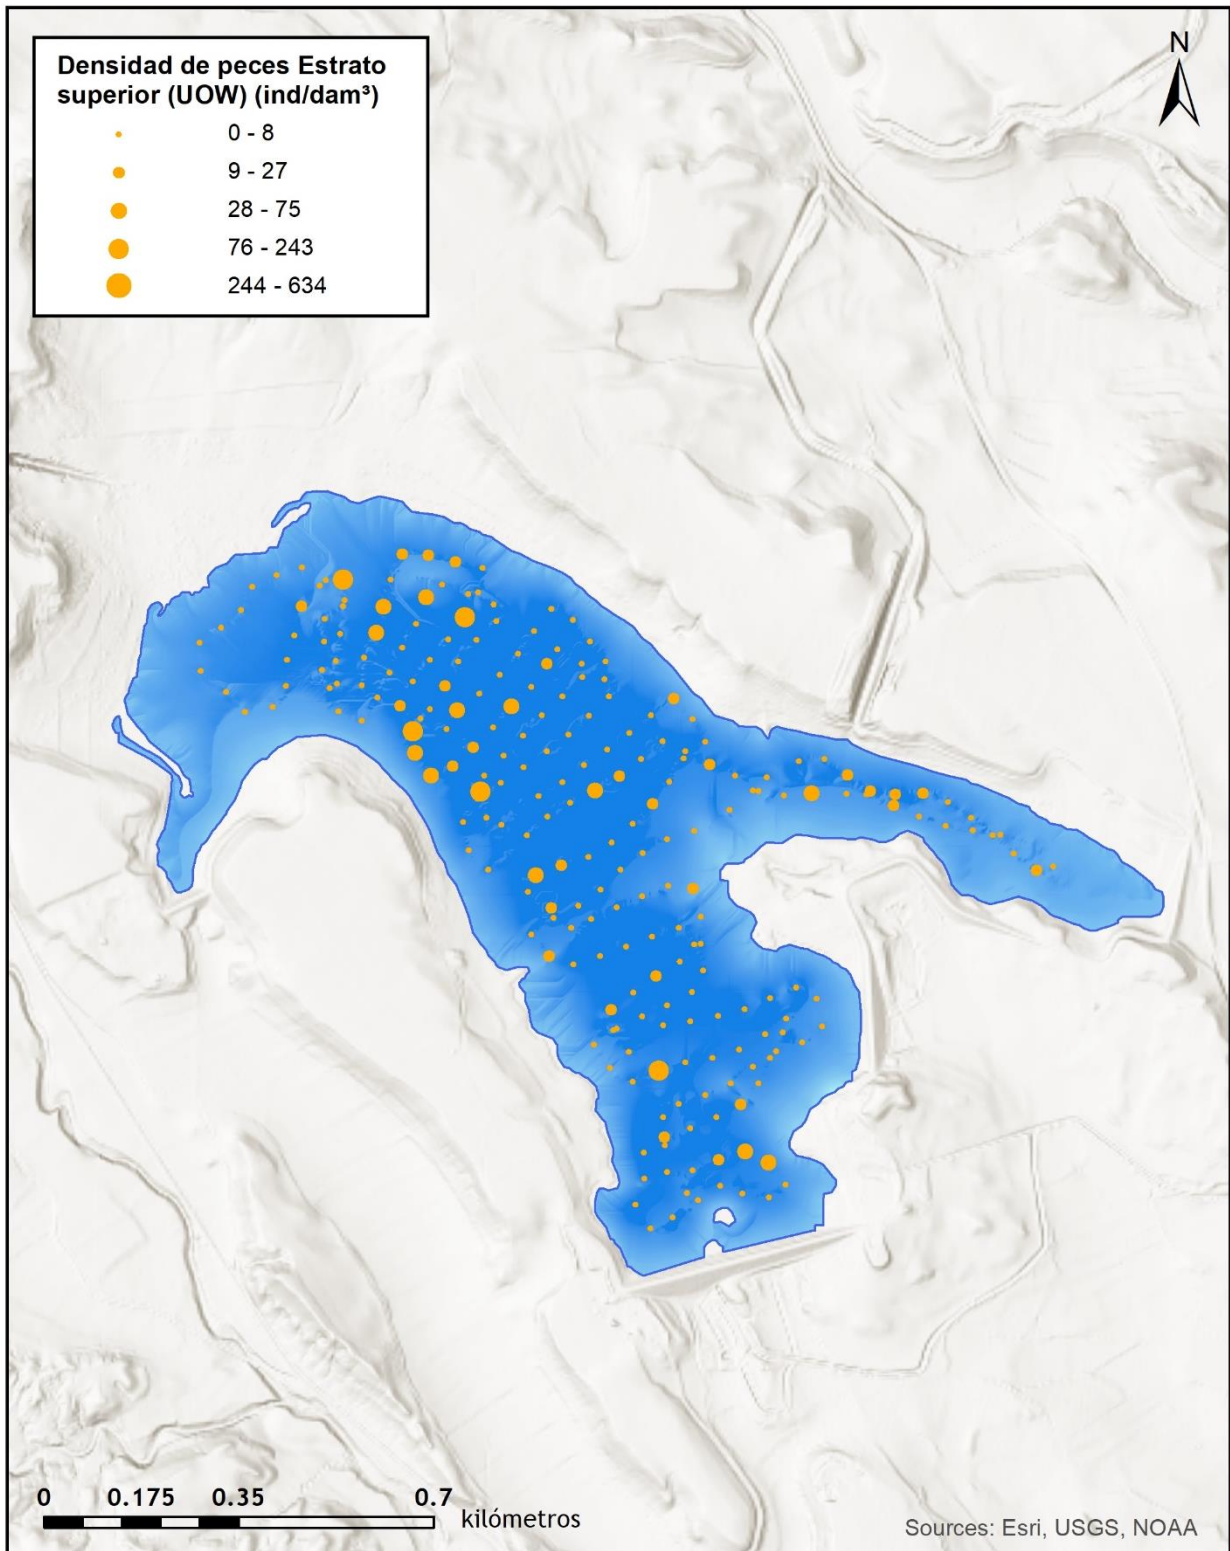 N
Densidad de peces Estrato
superior (UOW) (ind/dam³)
0 - 8
9 - 27
28 - 75
76 - 243
244 - 634
0 0.175 0.35 0.7
kilómetros
Sources: Esri, USGS, NOAA